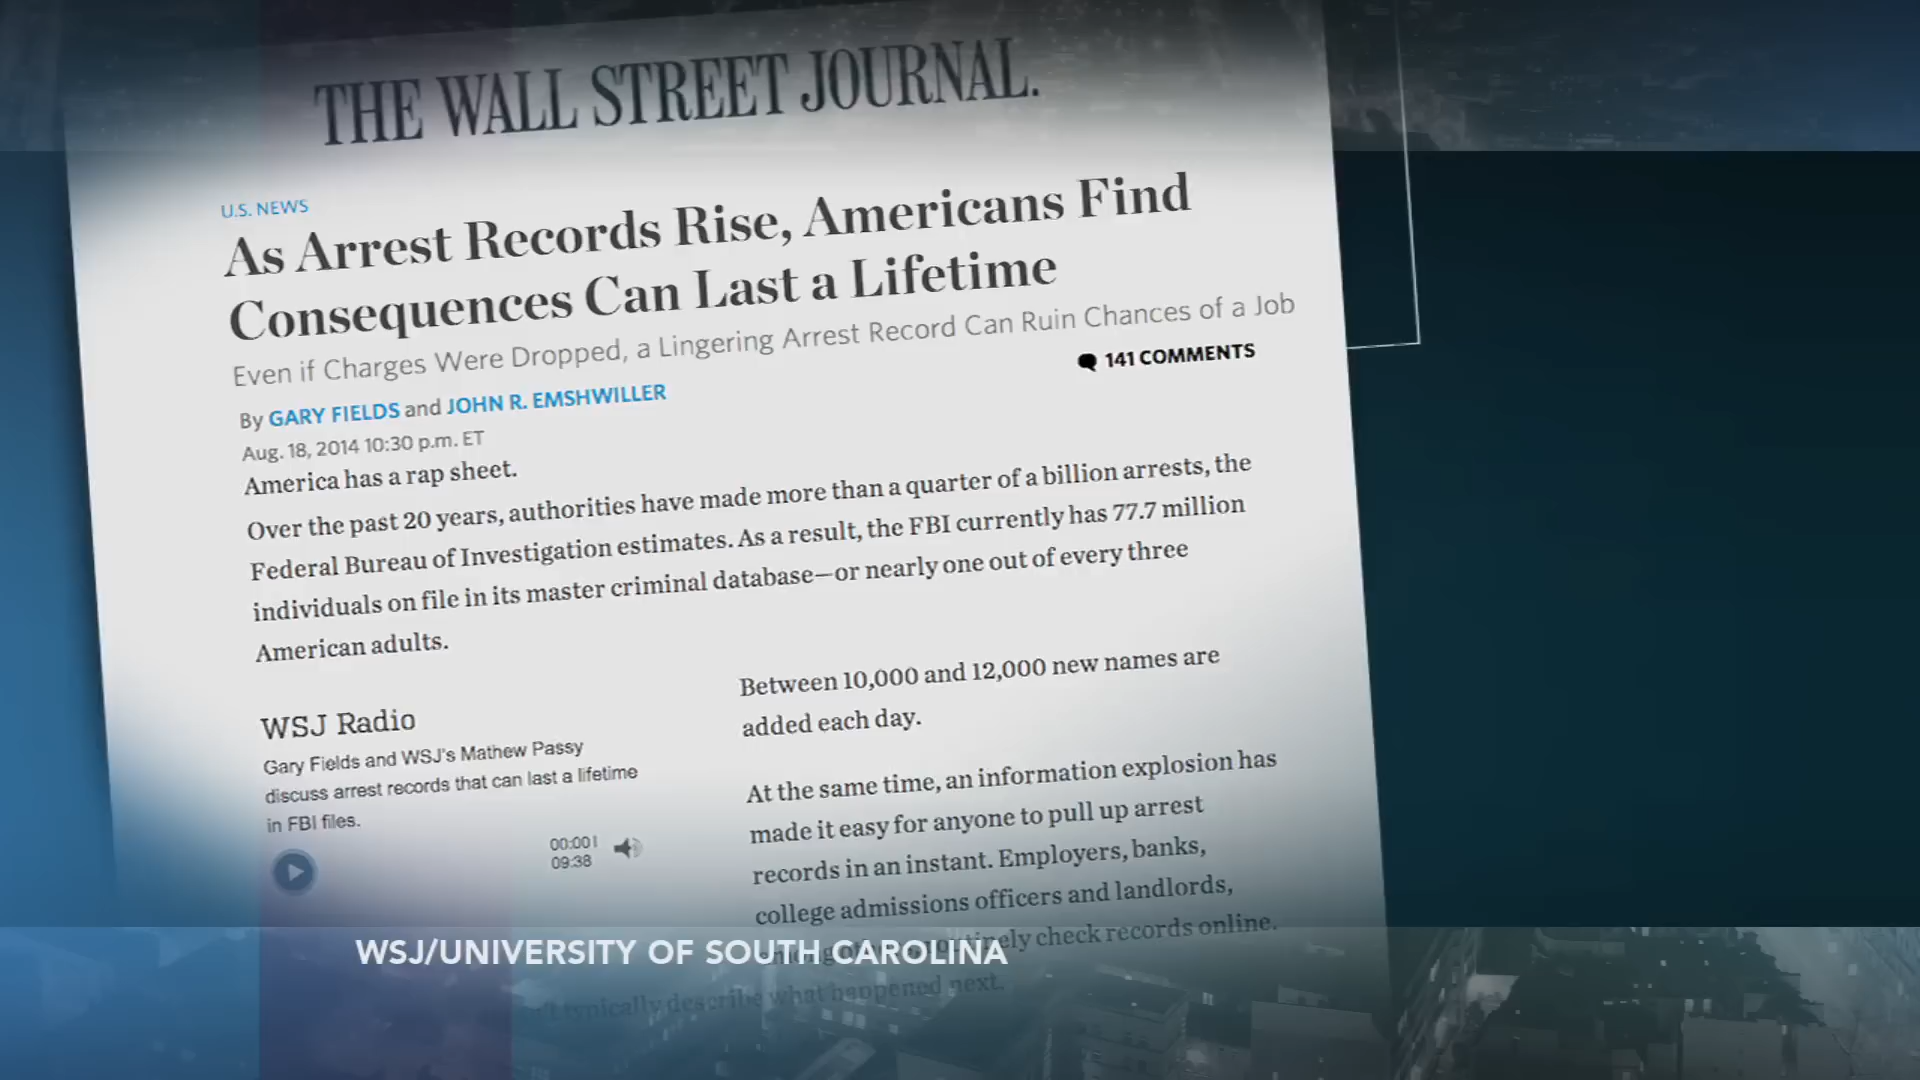 THE WALL STREET JOURNAL.
U.S. NEWS
As Arrest Records Rise, Americans Find
Consequences Can Last a Lifetime
Even if Charges Were Dropped, a Lingering Arrest Record Can Ruin Chances of a Job
141 COMMENTS
By GARY FIELDS and JOHN R. EMSHWILLER
Aug. 18, 2014 10:30 p.m. ET
America has a rap sheet.
Over the past 20 years, authorities have made more than a quarter of a billion arrests, the
Federal Bureau of Investigation estimates. As a result, the FBI currently has 77.7 million
individuals on file in its master criminal database—or nearly one out of every three
American adults.
WSJ Radio
Gary Fields and WSJ's Mathew Passy
discuss arrest records that can last a lifetime
in FBI files.
00:00 |
09:38
Between 10,000 and 12,000 new names are
added each day.
At the same time, an information explosion has
made it easy for anyone to pull up arrest
records in an instant. Employers, banks,
college admissions officers and landlords,
check records online.
typically describe what happened next.
WSJ/UNIVERSITY OF SOUTH CAROLINA